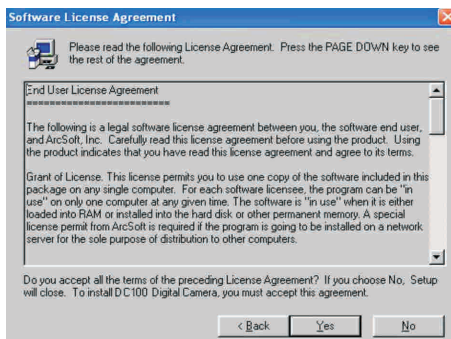 Software License Agreement
Please read the following License Agreement. Press the PAGE DOWN key to see
the rest of the agreement.
End User License Agreement
==========================
The following is a legal software license agreement between you, the software end user,
and ArcSoft, Inc. Carefully read this license agreement before using the product. Using
the product indicates that you have read this license agreement and agree to its terms.
Grant of License. This license permits you to use one copy of the software included in this
package on any single computer. For each software licensee, the program can be "in
use" on only one computer at any given time. The software is "in use" when it is either
loaded into RAM or installed into the hard disk or other permanent memory. A special
license permit from ArcSoft is required if the program is going to be installed on a network
server for the sole purpose of distribution to other computers.
Do you accept all the terms of the preceding License Agreement? If you choose No, Setup
will close. To install DC100 Digital Camera, you must accept this agreement.
< Back Yes No